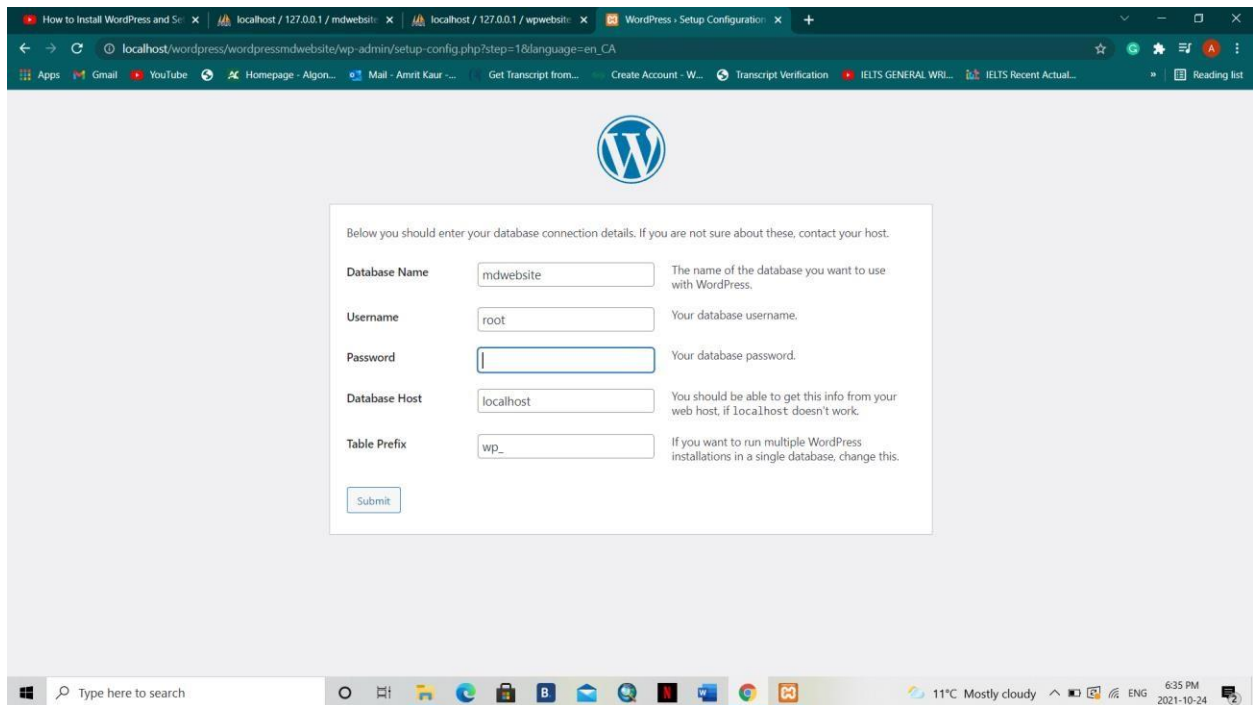 How to Install WordPress and Se
localhost / 127.0.0.1 / mdwebsite
localhost / 127.0.0.1 / wpwebsite
WordPress › Setup Configuration
localhost/wordpress/wordpressmdwebsite/wp-admin/setup-config.php?step=1&language=en_CA
A
Apps
Gmail
YouTube
Homepage - Algon...
Mail - Amrit Kaur -...
Get Transcript from...
Create Account - W...
Transcript Verification
IELTS GENERAL WRI...
IELTS Recent Actual...
»
Reading list
W
Below you should enter your database connection details. If you are not sure about these, contact your host.
Database Name
mdwebsite
The name of the database you want to use
with WordPress.
Username
root
Your database username.
Password
Your database password.
Database Host
localhost
You should be able to get this info from your
web host, if localhost doesn't work.
Table Prefix
wp_
If you want to run multiple WordPress
installations in a single database, change this.
Submit
Type here to search
B.
N
W
11°C Mostly cloudy
ENG
6:35 PM
2021-10-24
2